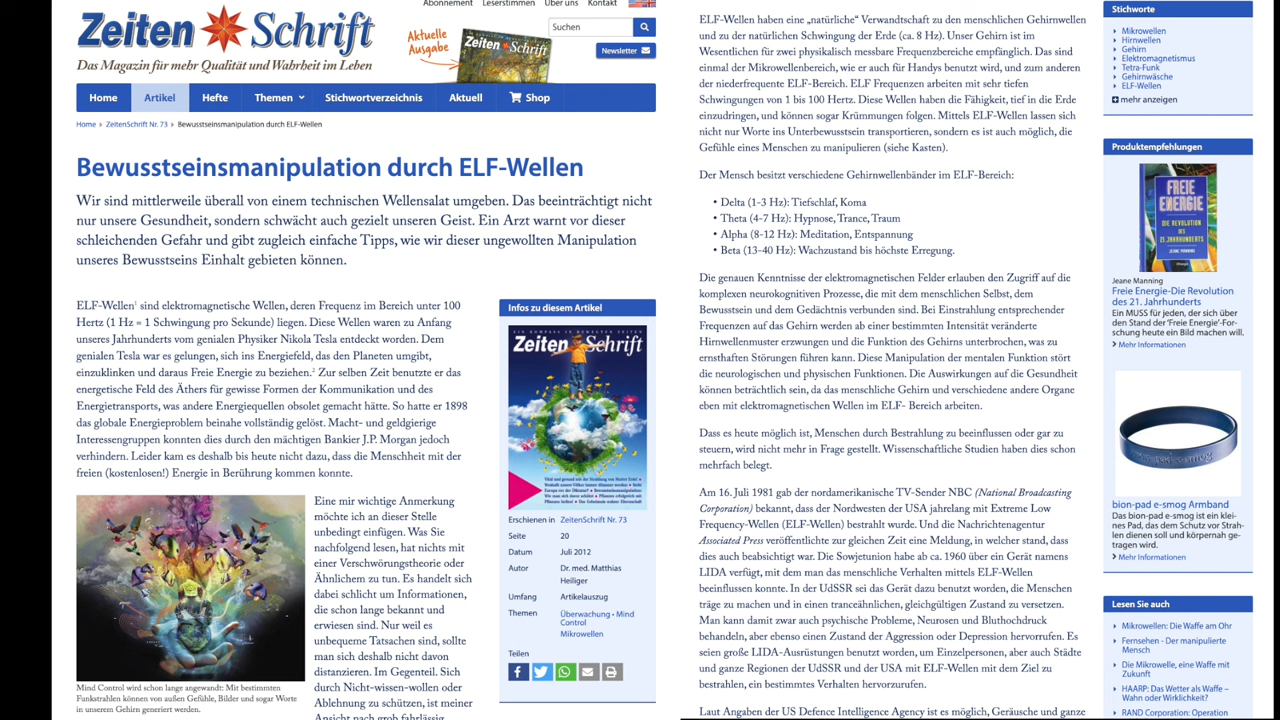 Abonnement Leserstimmen Über uns Kontakt
Zeiten Schrift
Das Magazin für mehr Qualität und Wahrheit im Leben
Aktuelle
Ausgabe
Zeiten Schrift
Suchen
Newsletter
Home Artikel Hefte Themen Stichwortverzeichnis Aktuell Shop
Home ZeitenSchrift Nr. 73 Bewusstseinsmanipulation durch ELF-Wellen
Bewusstseinsmanipulation durch ELF-Wellen
Wir sind mittlerweile überall von einem technischen Wellensalat umgeben. Das beeinträchtigt nicht
nur unsere Gesundheit, sondern schwächt auch gezielt unseren Geist. Ein Arzt warnt vor dieser
schleichenden Gefahr und gibt zugleich einfache Tipps, wie wir dieser ungewollten Manipulation
unseres Bewusstseins Einhalt gebieten können.
ELF-Wellen¹ sind elektromagnetische Wellen, deren Frequenz im Bereich unter 100
Hertz (1 Hz = 1 Schwingung pro Sekunde) liegen. Diese Wellen waren zu Anfang
unseres Jahrhunderts vom genialen Physiker Nikola Tesla entdeckt worden. Dem
genialen Tesla war es gelungen, sich ins Energiefeld, das den Planeten umgibt,
einzuklinken und daraus Freie Energie zu beziehen.² Zur selben Zeit benutzte er das
energetische Feld des Äthers für gewisse Formen der Kommunikation und des
Energietransports, was andere Energiequellen obsolet gemacht hätte. So hatte er 1898
das globale Energieproblem beinahe vollständig gelöst. Macht- und geldgierige
Interessengruppen konnten dies durch den mächtigen Bankier J.P. Morgan jedoch
verhindern. Leider kam es deshalb bis heute nicht dazu, dass die Menschheit mit der
freien (kostenlosen!) Energie in Berührung kommen konnte.
Mind Control wird schon lange angewandt: Mit bestimmten
Funkstrahlen können von außen Gefühle, Bilder und sogar Worte
in unserem Gehirn generiert werden.
Eine mir wichtige Anmerkung
möchte ich an dieser Stelle
unbedingt einfügen. Was Sie
nachfolgend lesen, hat nichts mit
einer Verschwörungstheorie oder
Ähnlichem zu tun. Es handelt sich
dabei schlicht um Informationen,
die schon lange bekannt und
erwiesen sind. Nur weil es
unbequeme Tatsachen sind, sollte
man sich deshalb nicht davon
distanzieren. Im Gegenteil. Sich
durch Nicht-wissen-wollen oder
Ablehnung zu schützen, ist meiner
Ansicht nach grob fahrlässig.
Infos zu diesem Artikel
Zeiten Schrift
Erschienen in ZeitenSchrift Nr. 73
Seite 20
Datum Juli 2012
Autor Dr. med. Matthias
Heiliger
Umfang Artikelauszug
Themen Überwachung • Mind
Control
Mikrowellen
Teilen
ELF-Wellen haben eine „natürliche“ Verwandtschaft zu den menschlichen Gehirnwellen
und zu der natürlichen Schwingung der Erde (ca. 8 Hz). Unser Gehirn ist im
Wesentlichen für zwei physikalisch messbare Frequenzbereiche empfänglich. Das sind
einmal der Mikrowellenbereich, wie er auch für Handys benutzt wird, und zum anderen
der niederfrequente ELF-Bereich. ELF Frequenzen arbeiten mit sehr tiefen
Schwingungen von 1 bis 100 Hertz. Diese Wellen haben die Fähigkeit, tief in die Erde
einzudringen, und können sogar Krümmungen folgen. Mittels ELF-Wellen lassen sich
nicht nur Worte ins Unterbewusstsein transportieren, sondern es ist auch möglich, die
Gefühle eines Menschen zu manipulieren (siehe Kasten).
Der Mensch besitzt verschiedene Gehirnwellenbänder im ELF-Bereich:
• Delta (1-3 Hz): Tiefschlaf, Koma
• Theta (4-7 Hz): Hypnose, Trance, Traum
• Alpha (8-12 Hz): Meditation, Entspannung
• Beta (13-40 Hz): Wachzustand bis höchste Erregung.
Die genauen Kenntnisse der elektromagnetischen Felder erlauben den Zugriff auf die
komplexen neurokognitiven Prozesse, die mit dem menschlichen Selbst, dem
Bewusstsein und dem Gedächtnis verbunden sind. Bei Einstrahlung entsprechender
Frequenzen auf das Gehirn werden ab einer bestimmten Intensität veränderte
Hirnwellenmuster erzwungen und die Funktion des Gehirns unterbrochen, was zu
ernsthaften Störungen führen kann. Diese Manipulation der mentalen Funktion stört
die neurologischen und physischen Funktionen. Die Auswirkungen auf die Gesundheit
können beträchtlich sein, da das menschliche Gehirn und verschiedene andere Organe
eben mit elektromagnetischen Wellen im ELF- Bereich arbeiten.
Dass es heute möglich ist, Menschen durch Bestrahlung zu beeinflussen oder gar zu
steuern, wird nicht mehr in Frage gestellt. Wissenschaftliche Studien haben dies schon
mehrfach belegt.
Am 16. Juli 1981 gab der nordamerikanische TV-Sender NBC (National Broadcasting
Corporation) bekannt, dass der Nordwesten der USA jahrelang mit Extreme Low
Frequency-Wellen (ELF-Wellen) bestrahlt wurde. Und die Nachrichtenagentur
Associated Press veröffentlichte zur gleichen Zeit eine Meldung, in welcher stand, dass
dies auch beabsichtigt war. Die Sowjetunion habe ab ca. 1960 über ein Gerät namens
LIDA verfügt, mit dem man das menschliche Verhalten mittels ELF-Wellen
beeinflussen konnte. In der UdSSR sei das Gerät dazu benutzt worden, die Menschen
träge zu machen und in einen tranceähnlichen, gleichgültigen Zustand zu versetzen.
Man kann damit zwar auch psychische Probleme, Neurosen und Bluthochdruck
behandeln, aber ebenso einen Zustand der Aggression oder Depression hervorrufen. Es
seien große LIDA-Ausrüstungen benutzt worden, um Einzelpersonen, aber auch Städte
und ganze Regionen der UdSSR und der USA mit ELF-Wellen mit dem Ziel zu
bestrahlen, ein bestimmtes Verhalten hervorzurufen.
Laut Angaben der US Defence Intelligence Agency ist es möglich, Geräusche und ganze
Stichworte
Mikrowellen
Hirnwellen
Gehirn
Elektromagnetismus
Tetra-Funk
Gehirnwäsche
ELF-Wellen
mehr anzeigen
Produktempfehlungen
FREIE
ENERGIE
DIE REVOLUTION
DES 21. JAHRHUNDERTS
JEANE MANNING
Jeane Manning
Freie Energie-Die Revolution
des 21. Jahrhunderts
Ein MUSS für jeden, der sich über
den Stand der 'Freie Energie'-For-
schung heute ein Bild machen will.
Mehr Informationen
bion-pad e-smog Armband
Das bion-pad e-smog ist ein klei-
nes Pad, das dem Schutz vor Strah-
len dienen soll und körpernah ge-
tragen wird.
Mehr Informationen
Lesen Sie auch
Mikrowellen: Die Waffe am Ohr
Fernsehen - Der manipulierte
Mensch
Die Mikrowelle, eine Waffe mit
Zukunft
HAARP: Das Wetter als Waffe –
Wahn oder Wirklichkeit?
RAND Corporation: Operation